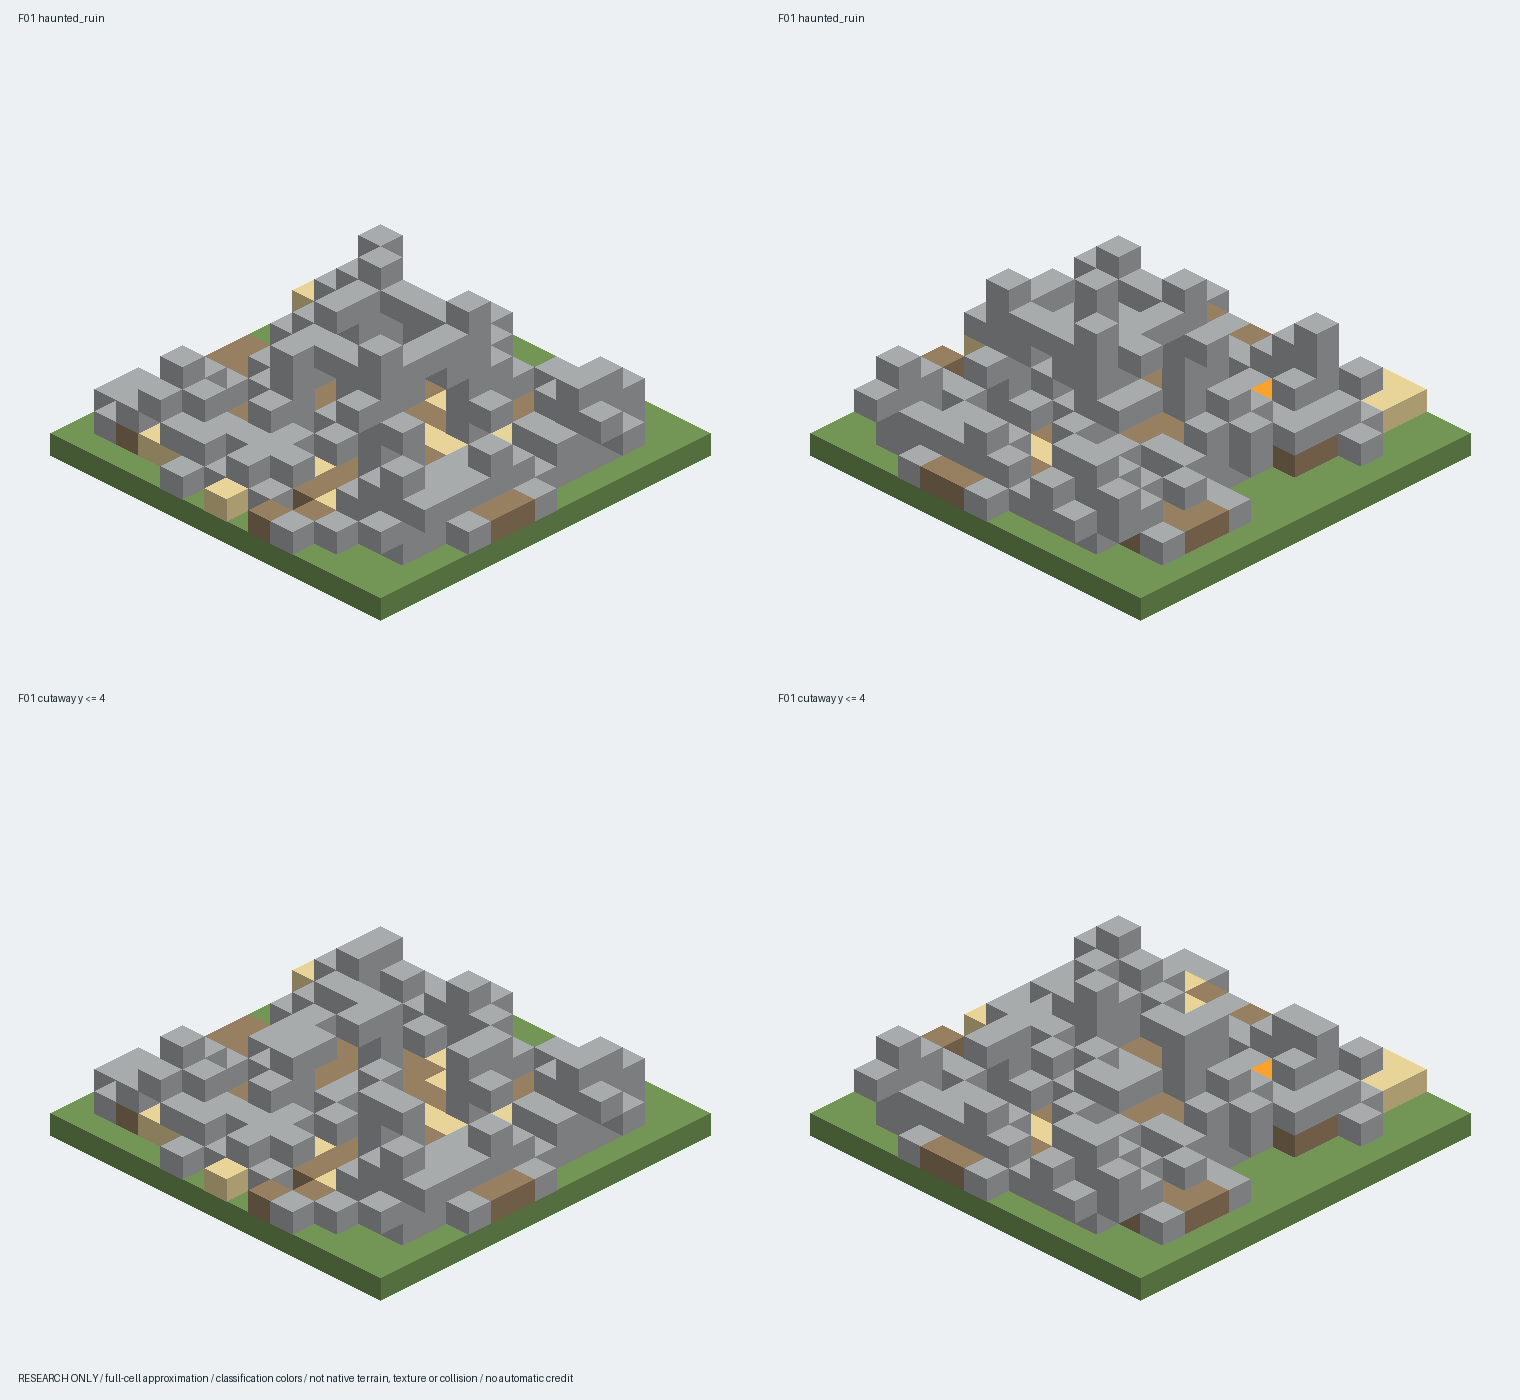 F01 haunted_ruin
F01 haunted_ruin
F01 cutaway y <= 4
F01 cutaway y <= 4
RESEARCH ONLY / full-cell approximation / classification colors / not native terrain, texture or collision / no automatic credit